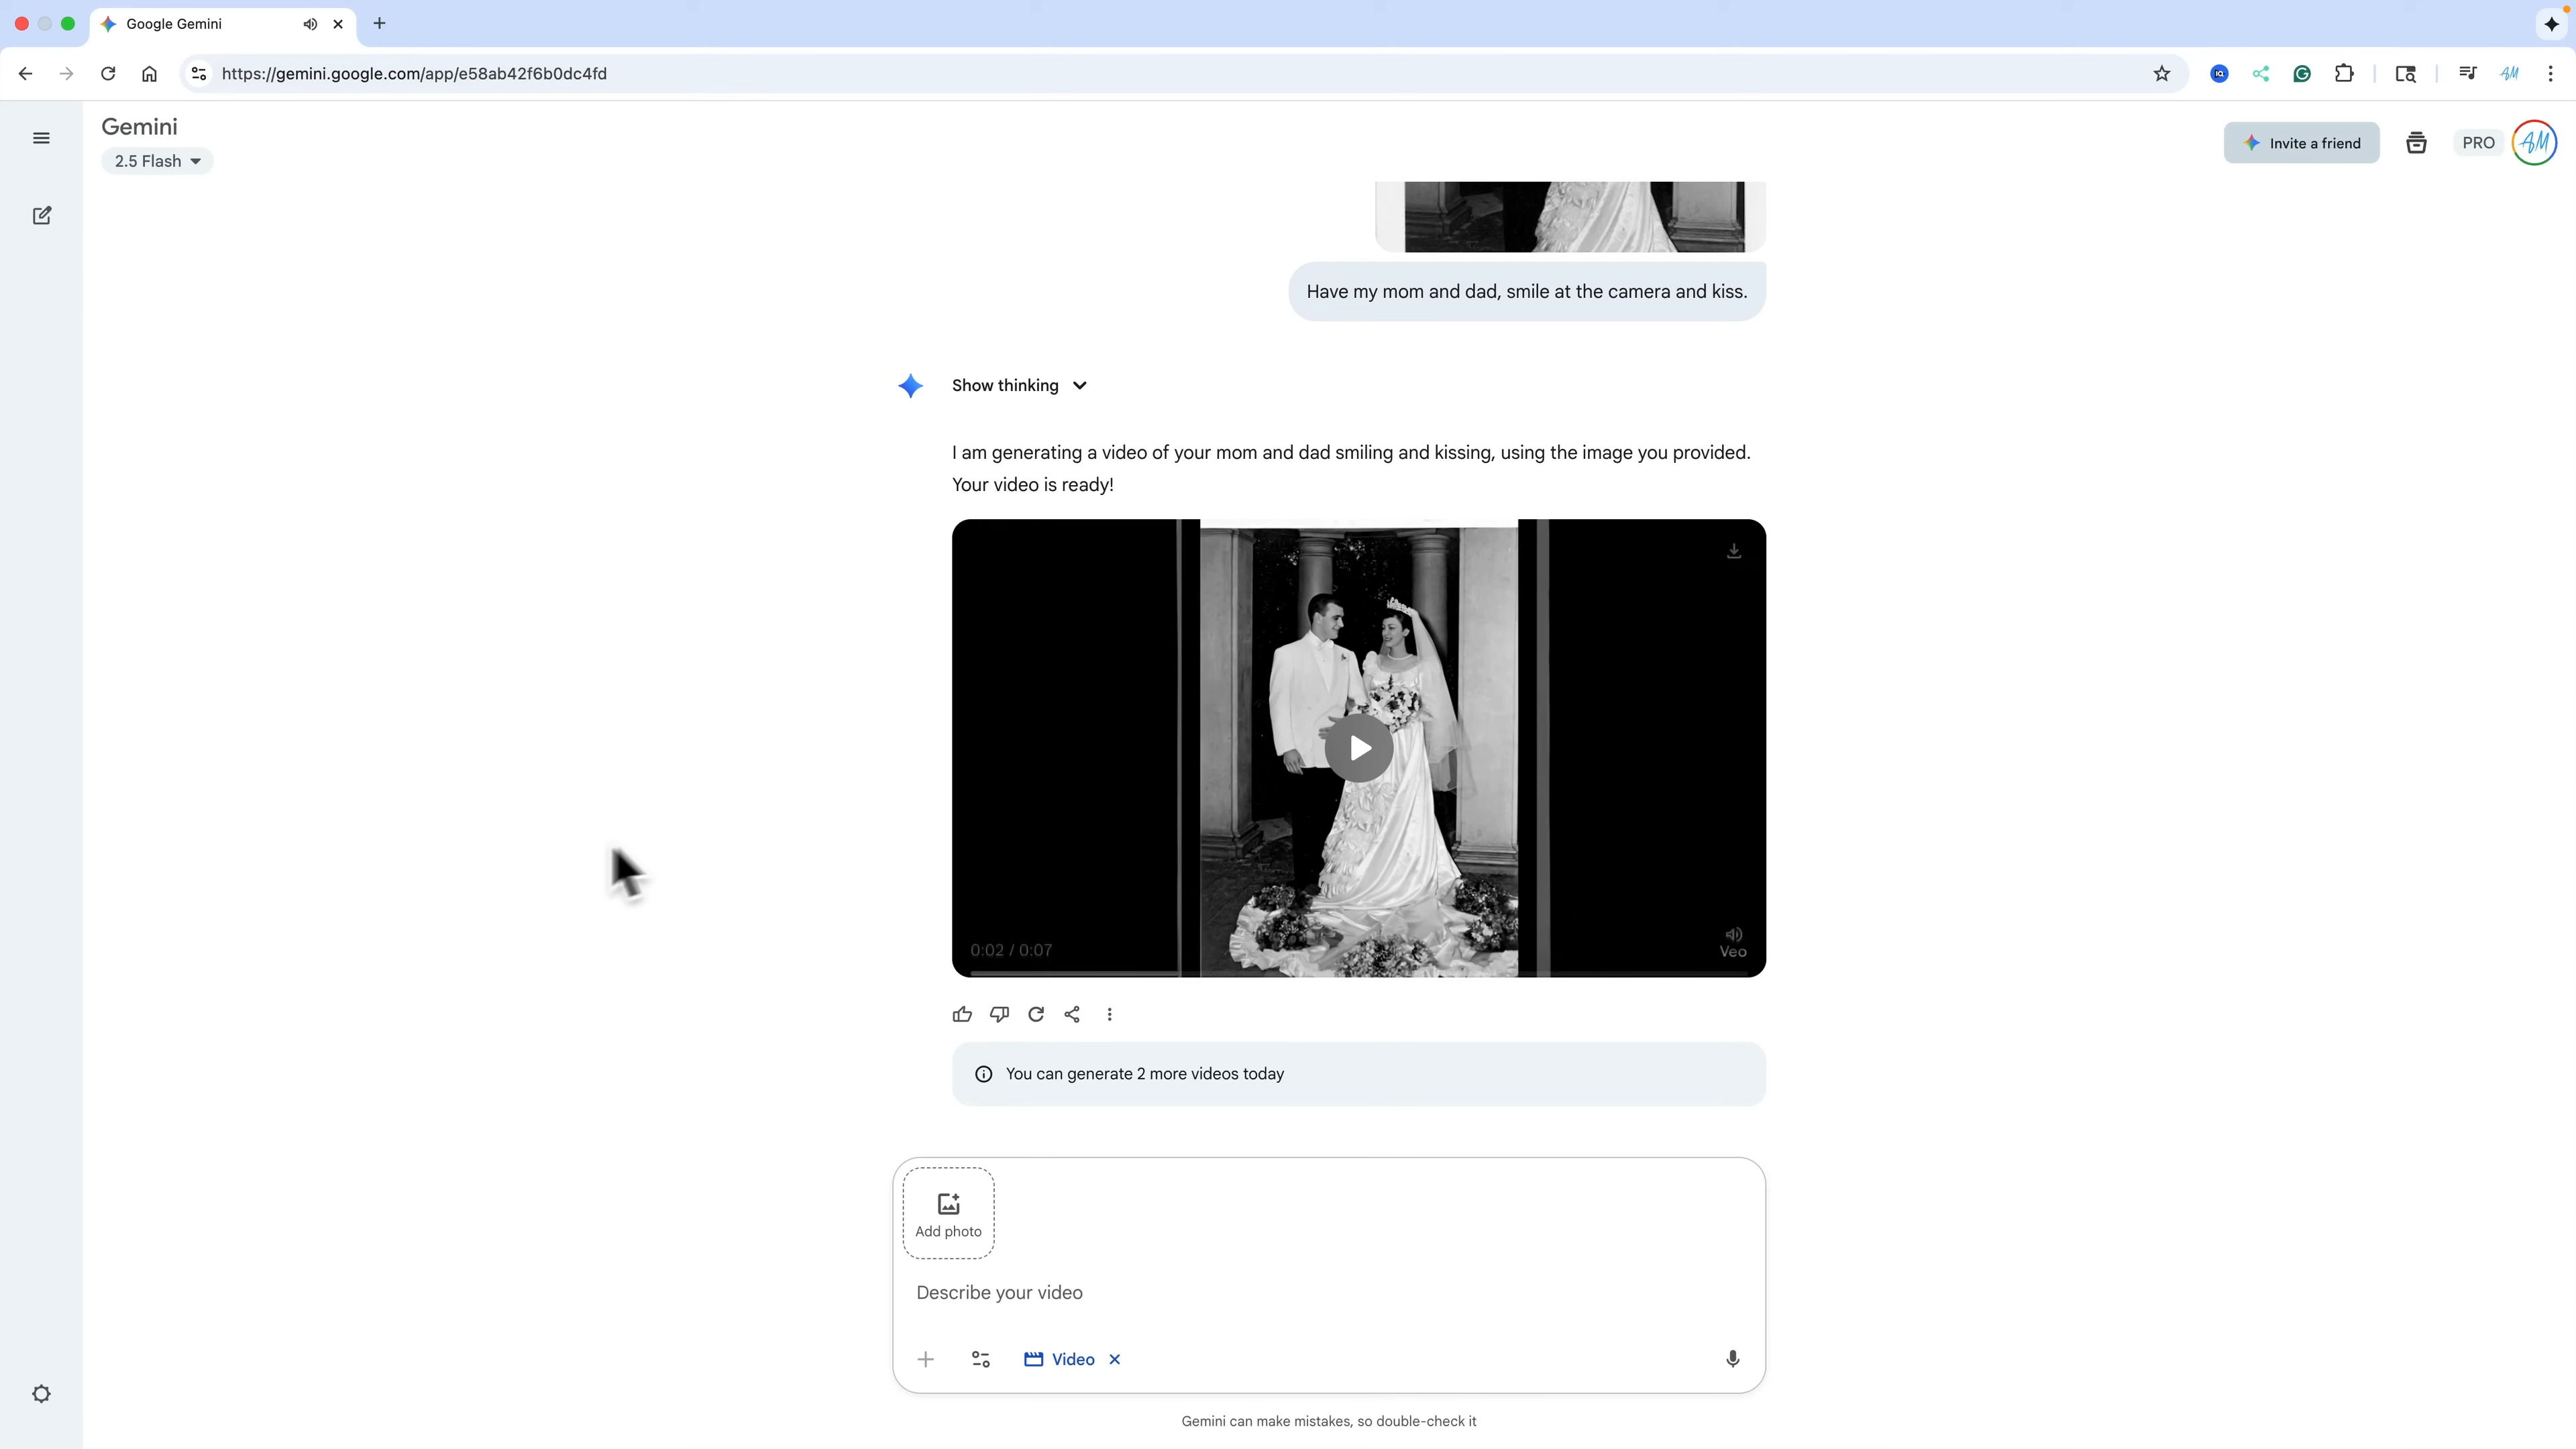 Google Gemini
https://gemini.google.com/app/e58ab42f6b0dc4fd
Gemini
2.5 Flash
Invite a friend
PRO
AM
Have my mom and dad, smile at the camera and kiss.
Show thinking
I am generating a video of your mom and dad smiling and kissing, using the image you provided.
Your video is ready!
0:02 / 0:07
Veo
You can generate 2 more videos today
Add photo
Describe your video
Video
Gemini can make mistakes, so double-check it